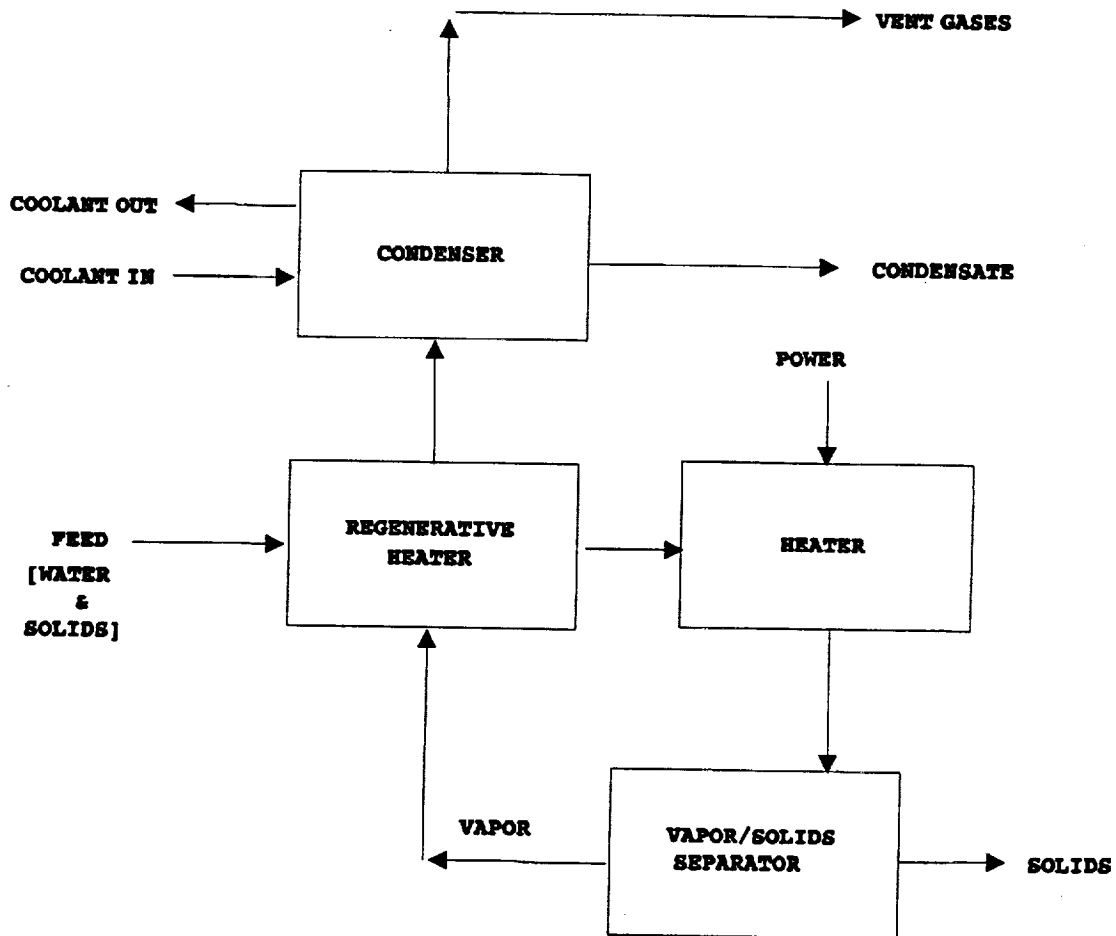 VENT GASES
COOLANT OUT
CONDENSER
COOLANT IN
CONDENSATE
POWER
FEED
[WATER
&
SOLIDS]
REGENERATIVE
HEATER
HEATER
VAPOR
VAPOR/SOLIDS
SEPARATOR
SOLIDS